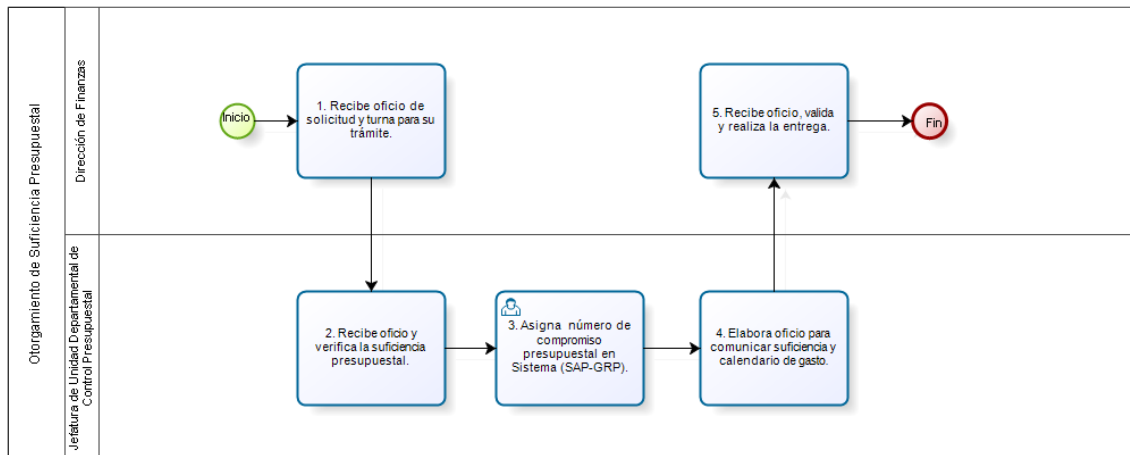 Otorgamiento de Suficiencia Presupuestal
Dirección de Finanzas
Inicio
1. Recibe oficio de
solicitud y turna para su
trámite.
5. Recibe oficio, valida
y realiza la entrega.
Fin
Jefatura de Unidad Departamental de
Control Presupuestal
2. Recibe oficio y
verifica la suficiencia
presupuestal.
3. Asigna número de
compromiso
presupuestal en
Sistema (SAP-GRP).
4. Elabora oficio para
comunicar suficiencia y
calendario de gasto.